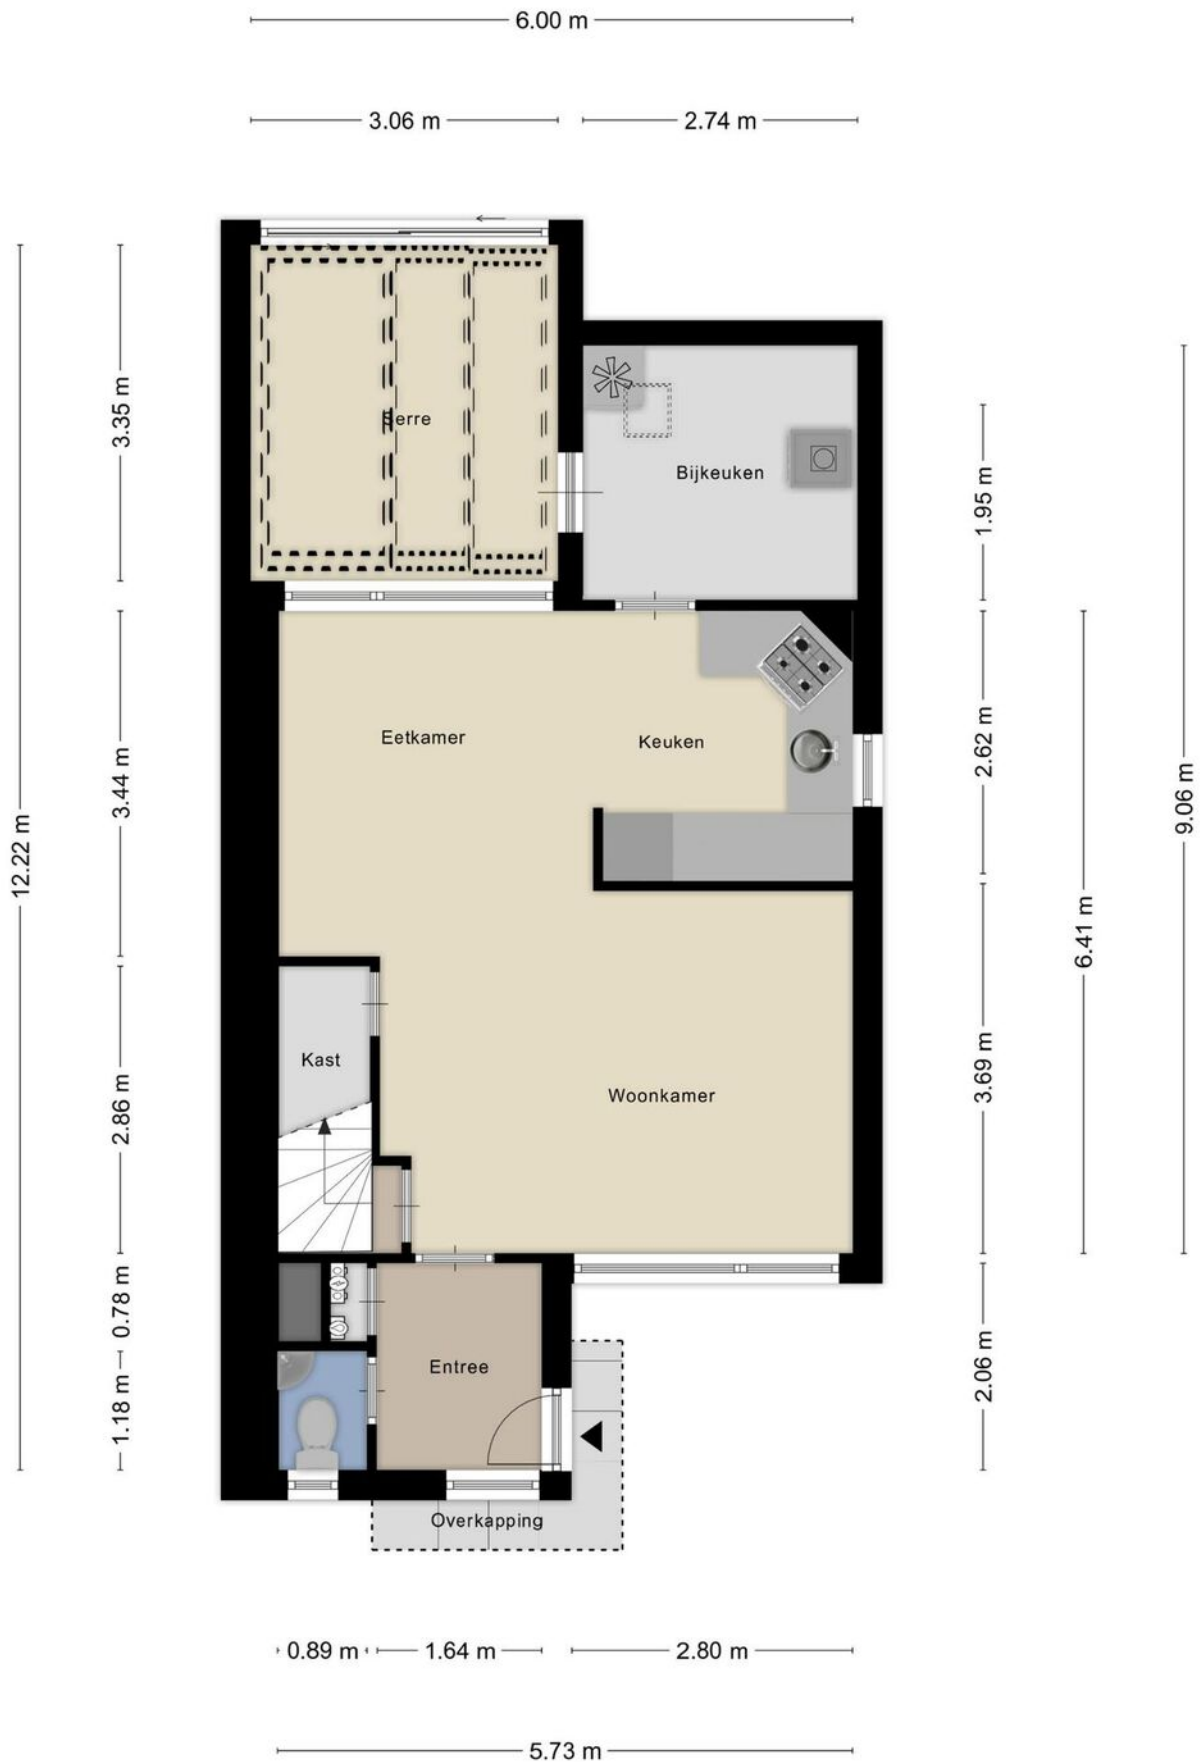 6.00 m
3.06 m
2.74 m
Serre
3.35 m
Bijkeuken
1.95 m
Eetkamer
Keuken
2.62 m
3.44 m
9.06 m
12.22 m
6.41 m
Kast
Woonkamer
3.69 m
2.86 m
0.78 m
Entree
2.06 m
1.18 m
Overkapping
0.89 m
1.64 m
2.80 m
5.73 m